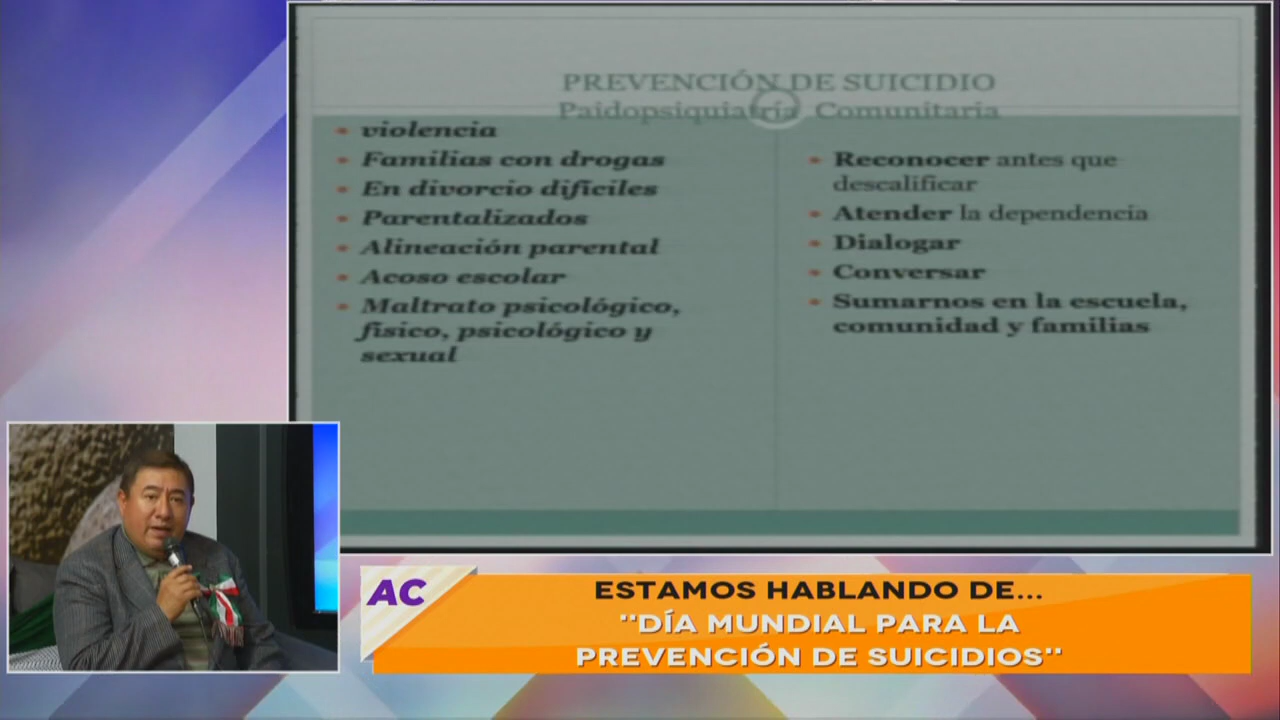 PREVENCIÓN DE SUICIDIO
Paidopsiquiatría Comunitaria
• violencia
• Familias con drogas
• En divorcio difíciles
• Parentalizados
• Alineación parental
• Acoso escolar
• Maltrato psicológico,
físico, psicológico y
sexual
• Reconocer antes que
descalificar
• Atender la dependencia
• Dialogar
• Conversar
• Sumarnos en la escuela,
comunidad y familias
AC
ESTAMOS HABLANDO DE...
"DÍA MUNDIAL PARA LA
PREVENCIÓN DE SUICIDIOS"